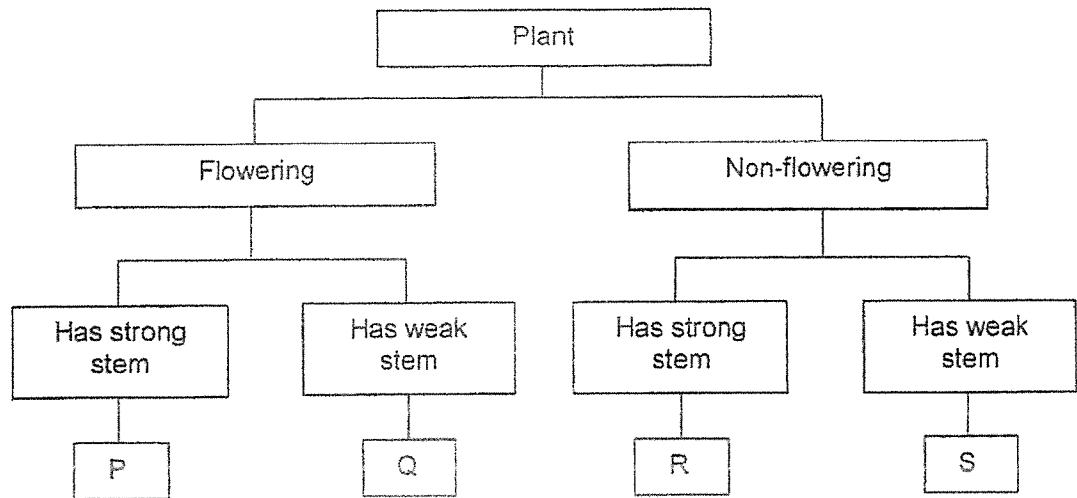 Plant
Flowering
Non-flowering
Has strong
stem
Has weak
stem
Has strong
stem
Has weak
stem
P
Q
R
S